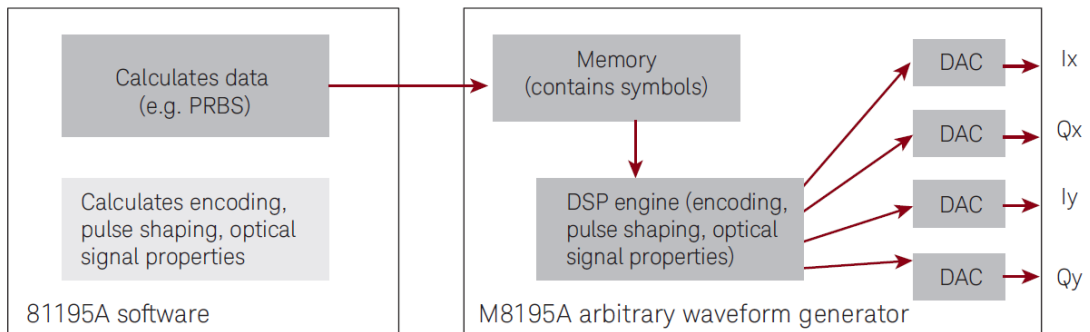 Calculates data
(e.g. PRBS)
Calculates encoding,
pulse shaping, optical
signal properties
81195A software
Memory
(contains symbols)
DSP engine (encoding,
pulse shaping, optical
signal properties)
DAC
Ix
DAC
Qx
DAC
Iy
DAC
Qy
M8195A arbitrary waveform generator